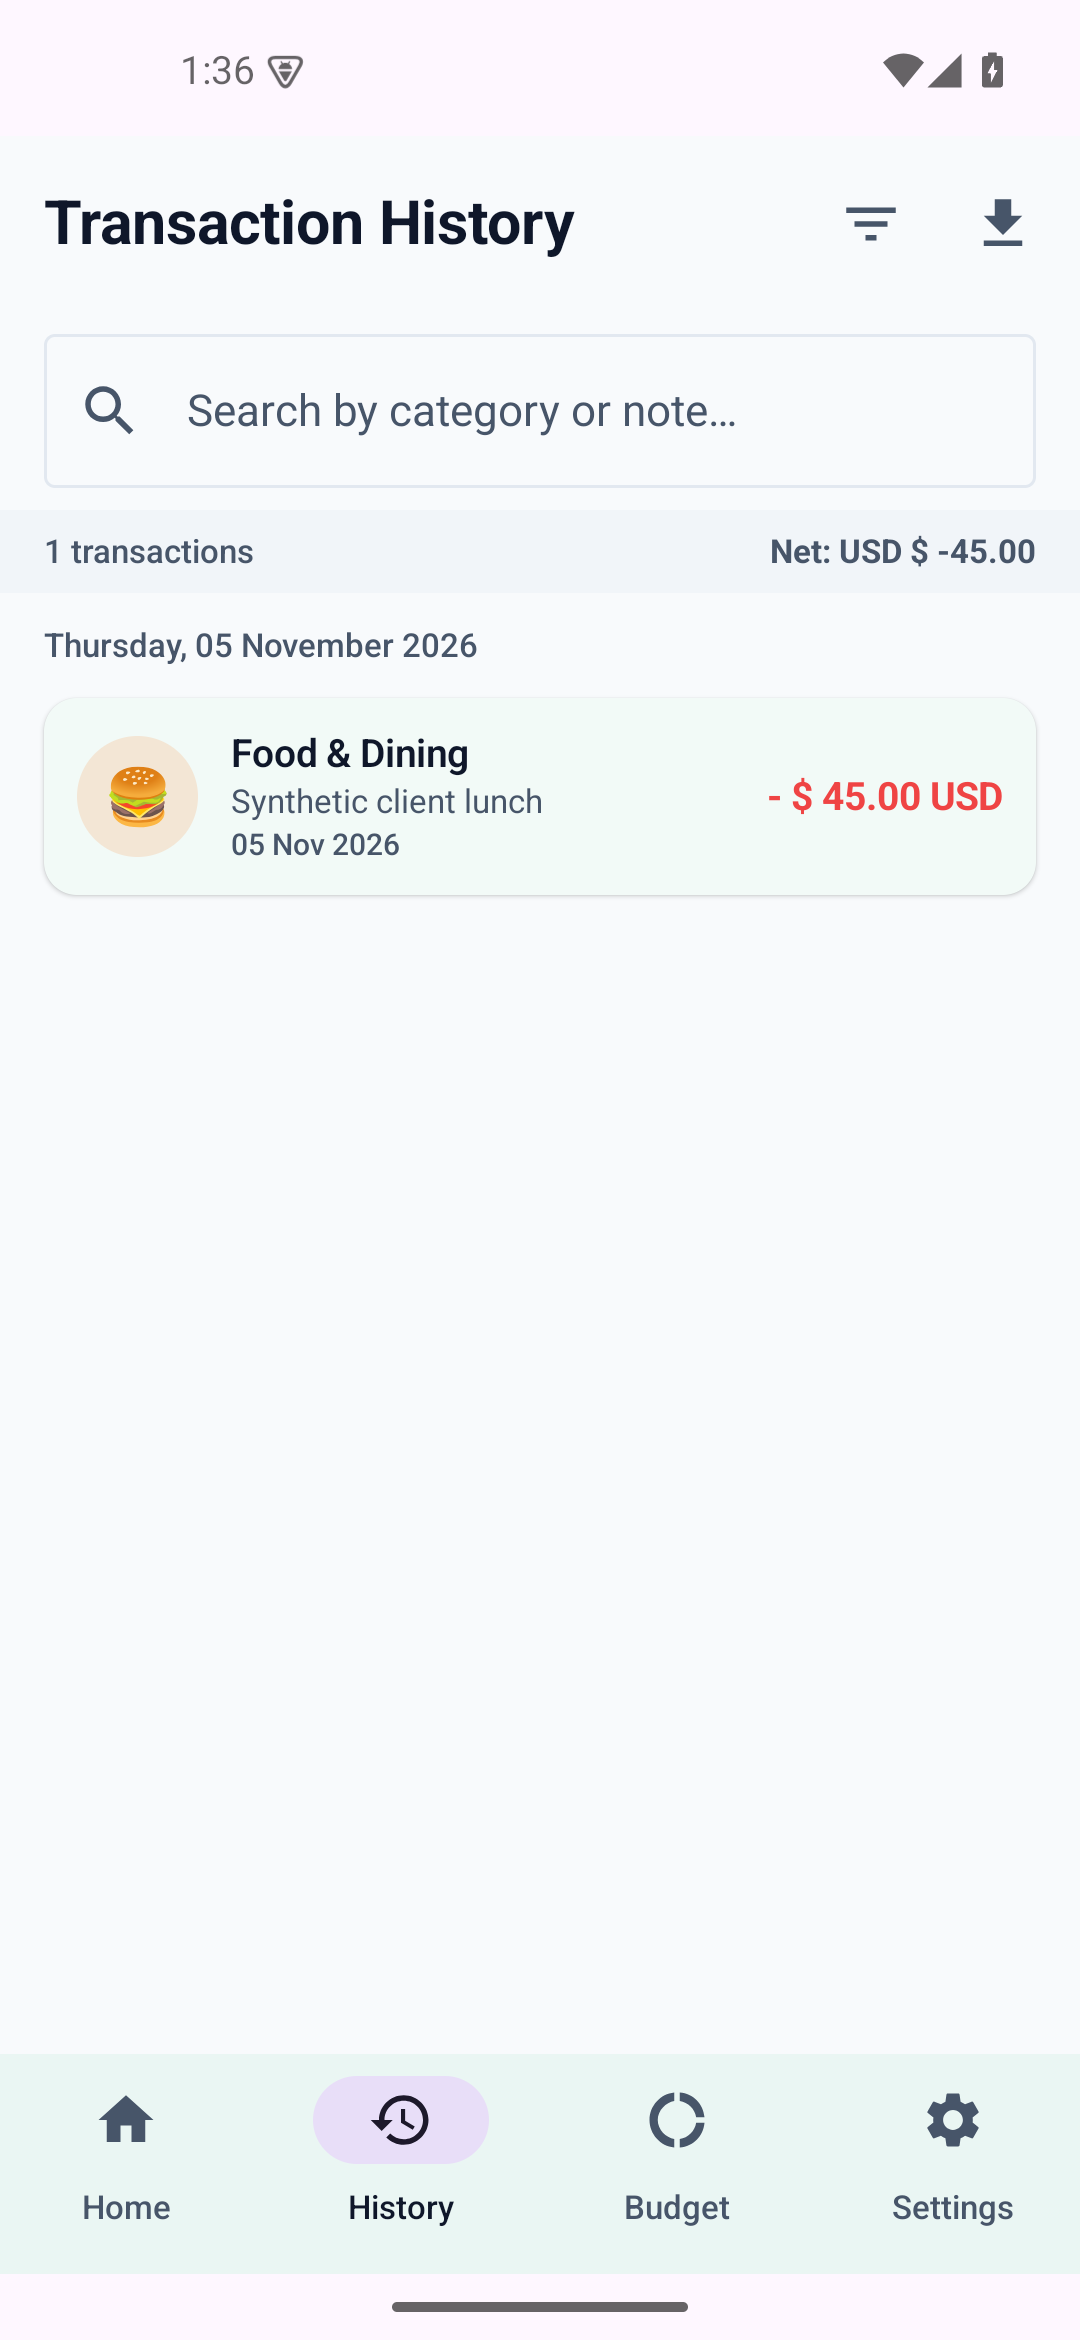 1:36
Transaction History
Search by category or note...
1 transactions
Net: USD $ -45.00
Thursday, 05 November 2026
Food & Dining
Synthetic client lunch
05 Nov 2026
- $ 45.00 USD
Home
History
Budget
Settings